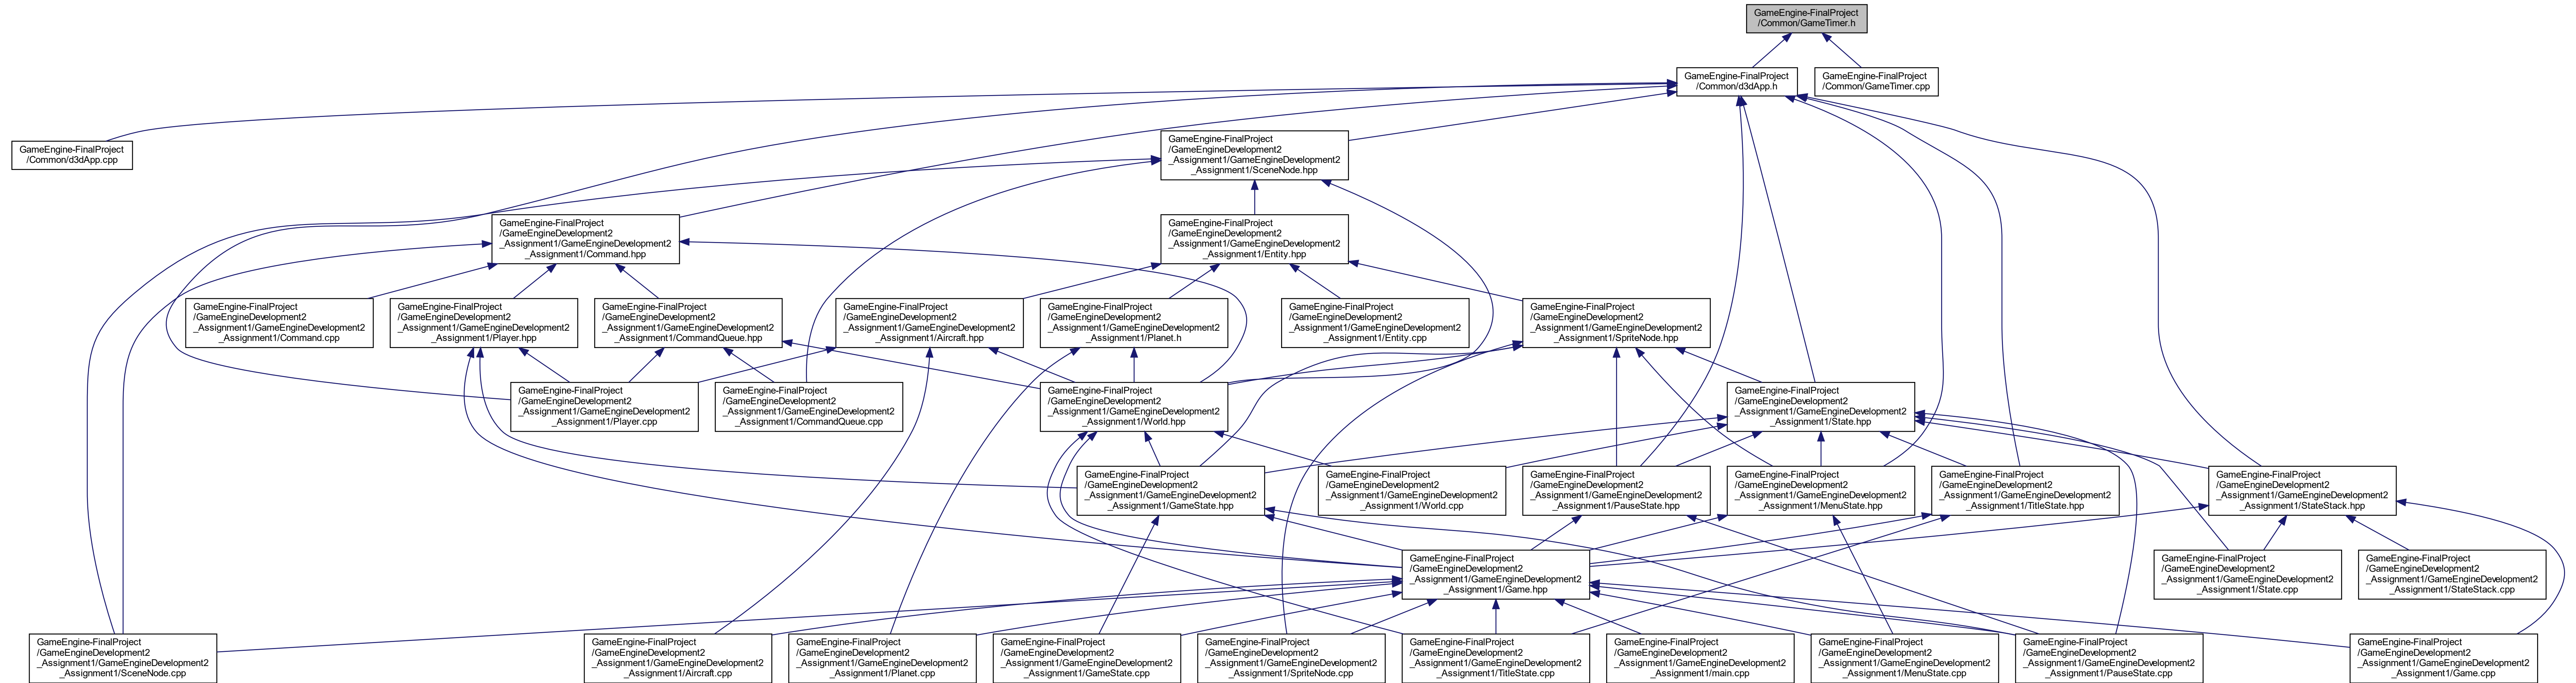 GameEngine-FinalProject
/Common/GameTimer.h
GameEngine-FinalProject
/Common/d3dApp.h
GameEngine-FinalProject
/Common/GameTimer.cpp
GameEngine-FinalProject
/Common/d3dApp.cpp
GameEngine-FinalProject
/GameEngineDevelopment2
_Assignment1/GameEngineDevelopment2
_Assignment1/SceneNode.hpp
GameEngine-FinalProject
/GameEngineDevelopment2
_Assignment1/GameEngineDevelopment2
_Assignment1/Command.hpp
GameEngine-FinalProject
/GameEngineDevelopment2
_Assignment1/GameEngineDevelopment2
_Assignment1/Entity.hpp
GameEngine-FinalProject
/GameEngineDevelopment2
_Assignment1/GameEngineDevelopment2
_Assignment1/Command.cpp
GameEngine-FinalProject
/GameEngineDevelopment2
_Assignment1/GameEngineDevelopment2
_Assignment1/Player.hpp
GameEngine-FinalProject
/GameEngineDevelopment2
_Assignment1/GameEngineDevelopment2
_Assignment1/CommandQueue.hpp
GameEngine-FinalProject
/GameEngineDevelopment2
_Assignment1/GameEngineDevelopment2
_Assignment1/Aircraft.hpp
GameEngine-FinalProject
/GameEngineDevelopment2
_Assignment1/GameEngineDevelopment2
_Assignment1/Planet.h
GameEngine-FinalProject
/GameEngineDevelopment2
_Assignment1/GameEngineDevelopment2
_Assignment1/Entity.cpp
GameEngine-FinalProject
/GameEngineDevelopment2
_Assignment1/GameEngineDevelopment2
_Assignment1/SpriteNode.hpp
GameEngine-FinalProject
/GameEngineDevelopment2
_Assignment1/GameEngineDevelopment2
_Assignment1/Player.cpp
GameEngine-FinalProject
/GameEngineDevelopment2
_Assignment1/GameEngineDevelopment2
_Assignment1/CommandQueue.cpp
GameEngine-FinalProject
/GameEngineDevelopment2
_Assignment1/GameEngineDevelopment2
_Assignment1/World.hpp
GameEngine-FinalProject
/GameEngineDevelopment2
_Assignment1/GameEngineDevelopment2
_Assignment1/State.hpp
GameEngine-FinalProject
/GameEngineDevelopment2
_Assignment1/GameEngineDevelopment2
_Assignment1/GameState.hpp
GameEngine-FinalProject
/GameEngineDevelopment2
_Assignment1/GameEngineDevelopment2
_Assignment1/World.cpp
GameEngine-FinalProject
/GameEngineDevelopment2
_Assignment1/GameEngineDevelopment2
_Assignment1/PauseState.hpp
GameEngine-FinalProject
/GameEngineDevelopment2
_Assignment1/GameEngineDevelopment2
_Assignment1/MenuState.hpp
GameEngine-FinalProject
/GameEngineDevelopment2
_Assignment1/GameEngineDevelopment2
_Assignment1/TitleState.hpp
GameEngine-FinalProject
/GameEngineDevelopment2
_Assignment1/GameEngineDevelopment2
_Assignment1/StateStack.hpp
GameEngine-FinalProject
/GameEngineDevelopment2
_Assignment1/GameEngineDevelopment2
_Assignment1/Game.hpp
GameEngine-FinalProject
/GameEngineDevelopment2
_Assignment1/GameEngineDevelopment2
_Assignment1/State.cpp
GameEngine-FinalProject
/GameEngineDevelopment2
_Assignment1/GameEngineDevelopment2
_Assignment1/StateStack.cpp
GameEngine-FinalProject
/GameEngineDevelopment2
_Assignment1/GameEngineDevelopment2
_Assignment1/SceneNode.cpp
GameEngine-FinalProject
/GameEngineDevelopment2
_Assignment1/GameEngineDevelopment2
_Assignment1/Aircraft.cpp
GameEngine-FinalProject
/GameEngineDevelopment2
_Assignment1/GameEngineDevelopment2
_Assignment1/Planet.cpp
GameEngine-FinalProject
/GameEngineDevelopment2
_Assignment1/GameEngineDevelopment2
_Assignment1/GameState.cpp
GameEngine-FinalProject
/GameEngineDevelopment2
_Assignment1/GameEngineDevelopment2
_Assignment1/SpriteNode.cpp
GameEngine-FinalProject
/GameEngineDevelopment2
_Assignment1/GameEngineDevelopment2
_Assignment1/TitleState.cpp
GameEngine-FinalProject
/GameEngineDevelopment2
_Assignment1/GameEngineDevelopment2
_Assignment1/main.cpp
GameEngine-FinalProject
/GameEngineDevelopment2
_Assignment1/GameEngineDevelopment2
_Assignment1/MenuState.cpp
GameEngine-FinalProject
/GameEngineDevelopment2
_Assignment1/GameEngineDevelopment2
_Assignment1/PauseState.cpp
GameEngine-FinalProject
/GameEngineDevelopment2
_Assignment1/GameEngineDevelopment2
_Assignment1/Game.cpp